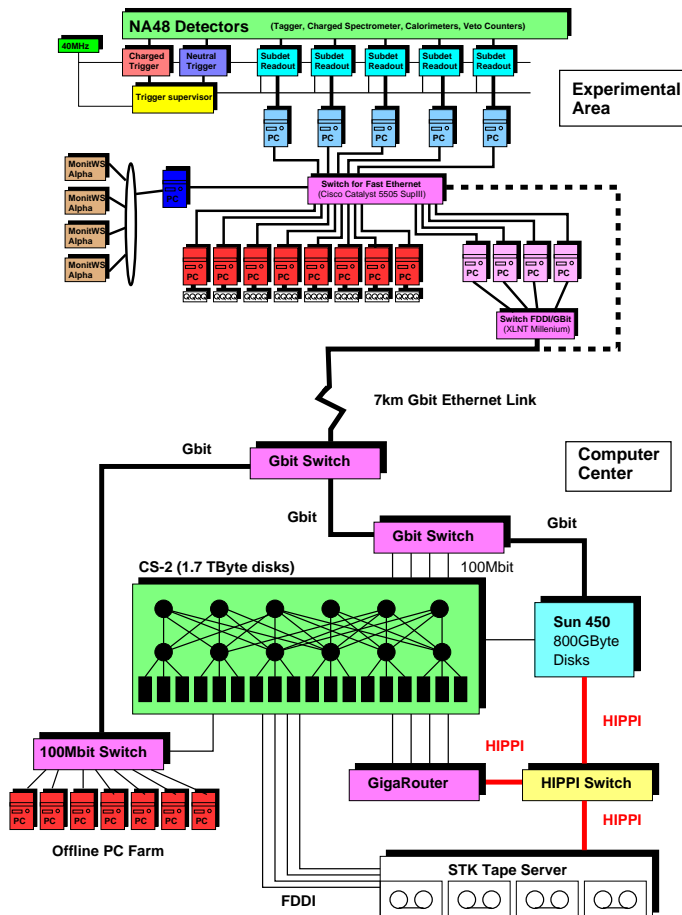 NA48 Detectors (Tagger, Charged Spectrometer, Calorimeters, Veto Counters)
40MHz
Charged
Trigger
Neutral
Trigger
Subdet
Readout
Subdet
Readout
Subdet
Readout
Subdet
Readout
Subdet
Readout
Trigger supervisor
Experimental
Area
PC
PC
PC
PC
PC
MonitWS
Alpha
MonitWS
Alpha
MonitWS
Alpha
MonitWS
Alpha
PC
Switch for Fast Ethernet
(Cisco Catalyst 5505 SupIII)
PC
PC
PC
PC
PC
PC
PC
PC
PC
PC
PC
PC
Switch FDDI/GBit
(XLNT Millenium)
7km Gbit Ethernet Link
Gbit
Gbit Switch
Computer
Center
Gbit
Gbit
Gbit Switch
100Mbit
CS-2 (1.7 TByte disks)
Sun 450
800GByte
Disks
HIPPI
HIPPI
100Mbit Switch
GigaRouter
HIPPI Switch
HIPPI
PC
PC
PC
PC
PC
PC
PC
Offline PC Farm
STK Tape Server
FDDI